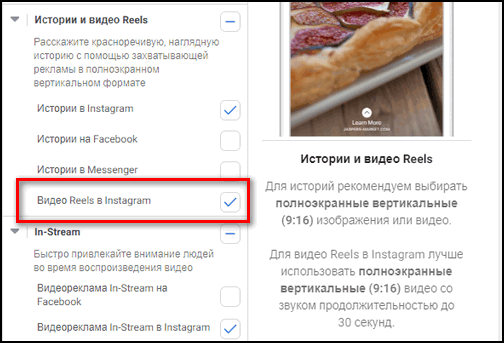 Истории и видео Reels
Расскажите красноречивую, наглядную
историю с помощью захватывающей
рекламы в полноэкранном
вертикальном формате
Истории в Instagram
Истории на Facebook
Истории в Messenger
Видео Reels в Instagram
In-Stream
Быстро привлекайте внимание людей
во время воспроизведения видео
Видеореклама In-Stream на
Facebook
Видеореклама In-Stream в Instagram
Learn More
JASPERS-MARKET.COM
Истории и видео Reels
Для историй рекомендуем выбирать
полноэкранные вертикальные
(9:16) изображения или видео.
Для видео Reels в Instagram лучше
использовать полноэкранные
вертикальные (9:16) видео со
звуком продолжительностью до
30 секунд.